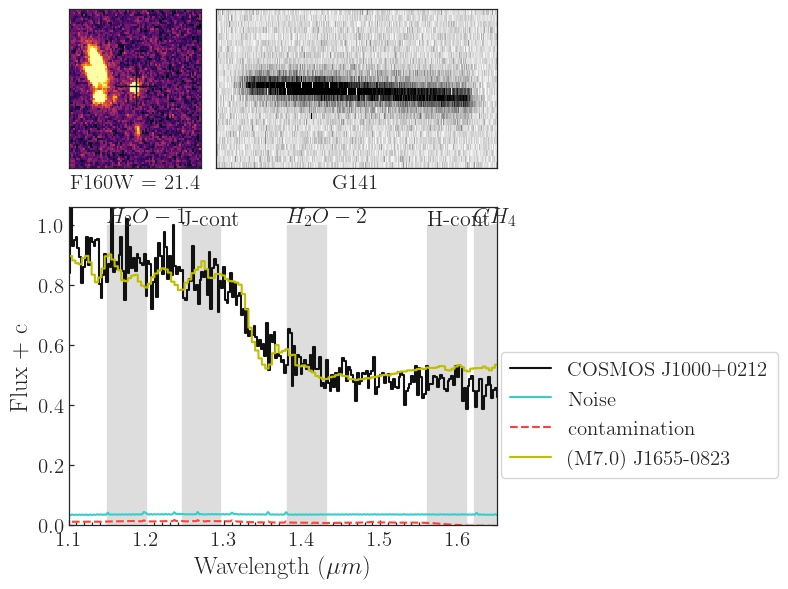 F160W = 21.4
G141
H₂O − 1
J-cont
H₂O − 2
H-cont
CH₄
1.0
0.8
0.6
0.4
0.2
0.0
Flux + c
1.1
1.2
1.3
1.4
1.5
1.6
Wavelength (μm)
COSMOS J1000+0212
Noise
contamination
(M7.0) J1655-0823